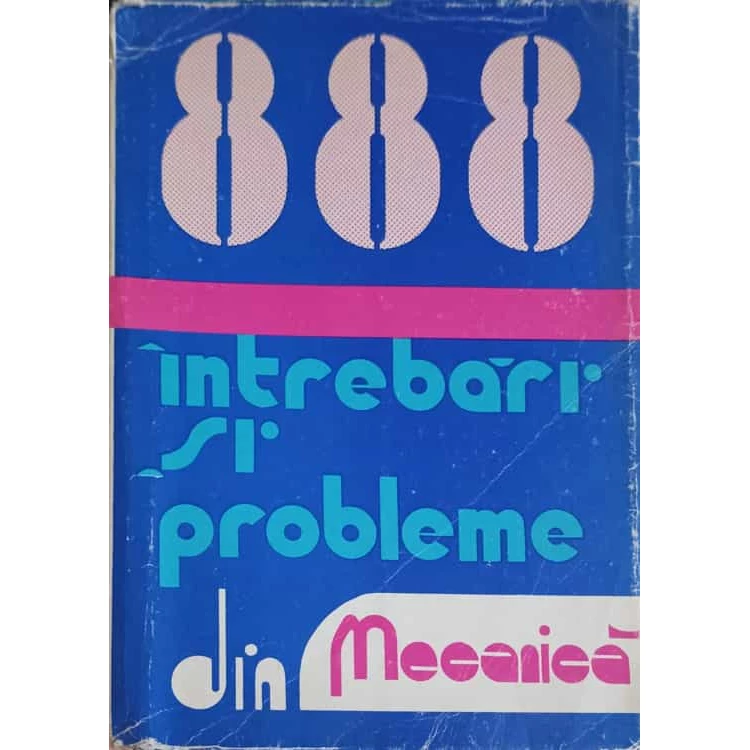 888
întrebări
și
probleme
din Mecanică